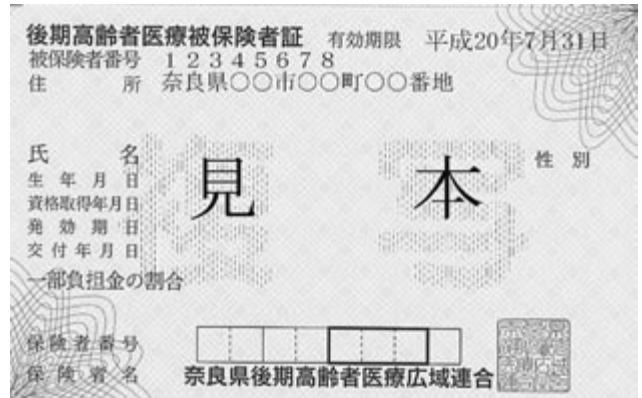 後期高齢者医療被保険者証 有効期限 平成20年7月31日
被保険者番号 12345678
住所 奈良県○○市○○町○○番地
氏名 見本 性別
生年月日
資格取得年月日
発効期日
交付年月日
一部負担金の割合
保険者番号
保険者名 奈良県後期高齢者医療広域連合